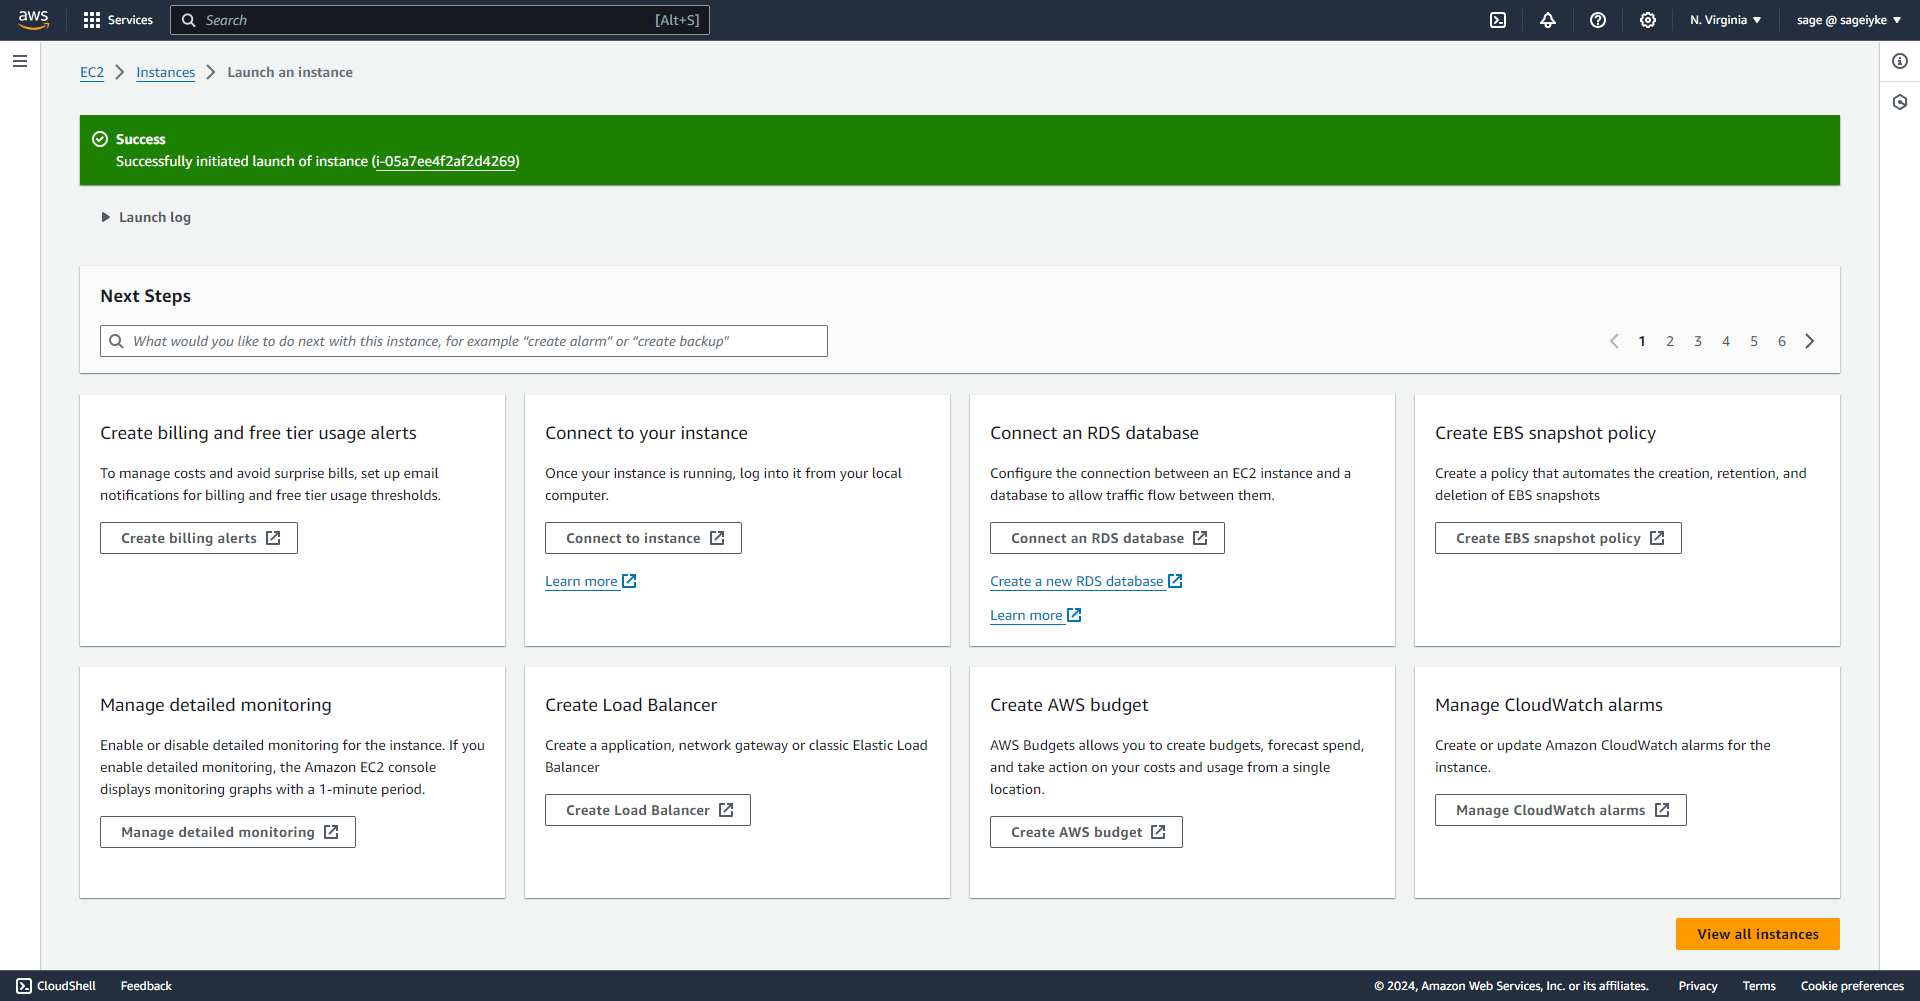 aws
Services
Search
[Alt+S]
N. Virginia
sage @ sageiyke
EC2
Instances
Launch an instance
Success
Successfully initiated launch of instance (i-05a7ee4f2af2d4269)
Launch log
Next Steps
What would you like to do next with this instance, for example “create alarm” or “create backup"
1 2 3 4 5 6
Create billing and free tier usage alerts
To manage costs and avoid surprise bills, set up email
notifications for billing and free tier usage thresholds.
Create billing alerts
Connect to your instance
Once your instance is running, log into it from your local
computer.
Connect to instance
Learn more
Connect an RDS database
Configure the connection between an EC2 instance and a
database to allow traffic flow between them.
Connect an RDS database
Create a new RDS database
Learn more
Create EBS snapshot policy
Create a policy that automates the creation, retention, and
deletion of EBS snapshots
Create EBS snapshot policy
Manage detailed monitoring
Enable or disable detailed monitoring for the instance. If you
enable detailed monitoring, the Amazon EC2 console
displays monitoring graphs with a 1-minute period.
Manage detailed monitoring
Create Load Balancer
Create a application, network gateway or classic Elastic Load
Balancer
Create Load Balancer
Create AWS budget
AWS Budgets allows you to create budgets, forecast spend,
and take action on your costs and usage from a single
location.
Create AWS budget
Manage CloudWatch alarms
Create or update Amazon CloudWatch alarms for the
instance.
Manage CloudWatch alarms
View all instances
CloudShell
Feedback
© 2024, Amazon Web Services, Inc. or its affiliates.
Privacy
Terms
Cookie preferences